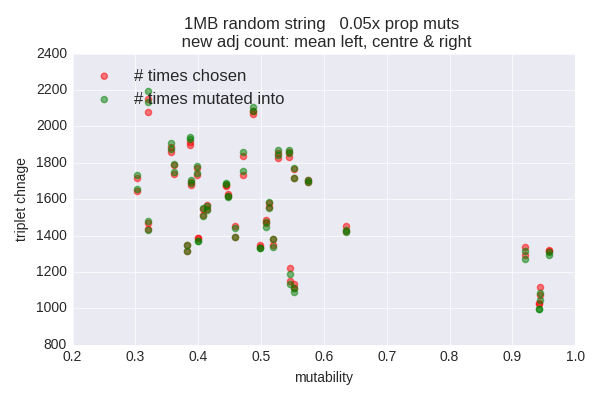 1MB random string   0.05x prop muts
new adj count: mean left, centre & right
2400
2200
2000
1800
1600
1400
1200
1000
800
triplet chnage
# times chosen
# times mutated into
0.2 0.3 0.4 0.5 0.6 0.7 0.8 0.9 1.0
mutability